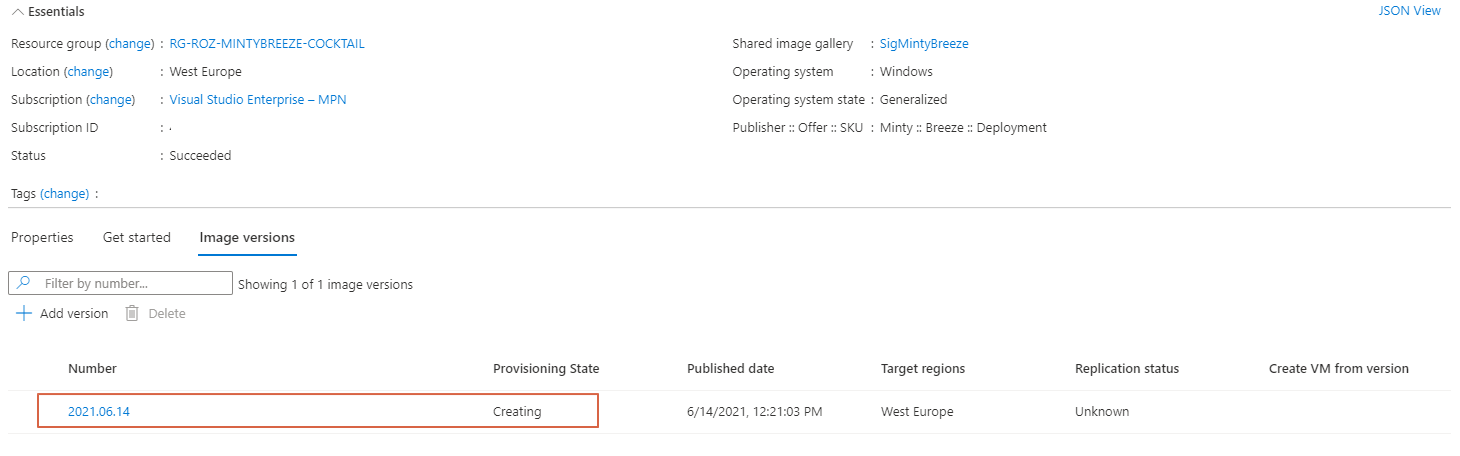 Essentials
JSON View
Resource group (change) : RG-ROZ-MINTYBREEZE-COCKTAIL
Shared image gallery : SigMintyBreeze
Location (change) : West Europe
Operating system : Windows
Subscription (change) : Visual Studio Enterprise – MPN
Operating system state : Generalized
Subscription ID : .
Publisher :: Offer :: SKU : Minty :: Breeze :: Deployment
Status : Succeeded
Tags (change) :
Properties Get started Image versions
Filter by number... Showing 1 of 1 image versions
Add version Delete
Number Provisioning State Published date Target regions Replication status Create VM from version
2021.06.14 Creating 6/14/2021, 12:21:03 PM West Europe Unknown